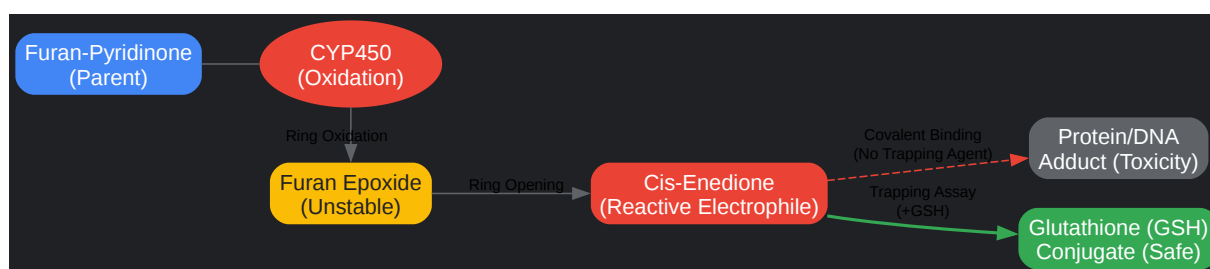 Furan-Pyridinone
(Parent)
CYP450
(Oxidation)
Ring Oxidation
Furan Epoxide
(Unstable)
Ring Opening
Cis-Enedione
(Reactive Electrophile)
Covalent Binding
(No Trapping Agent)
Trapping Assay
(+GSH)
Protein/DNA
Adduct (Toxicity)
Glutathione (GSH)
Conjugate (Safe)